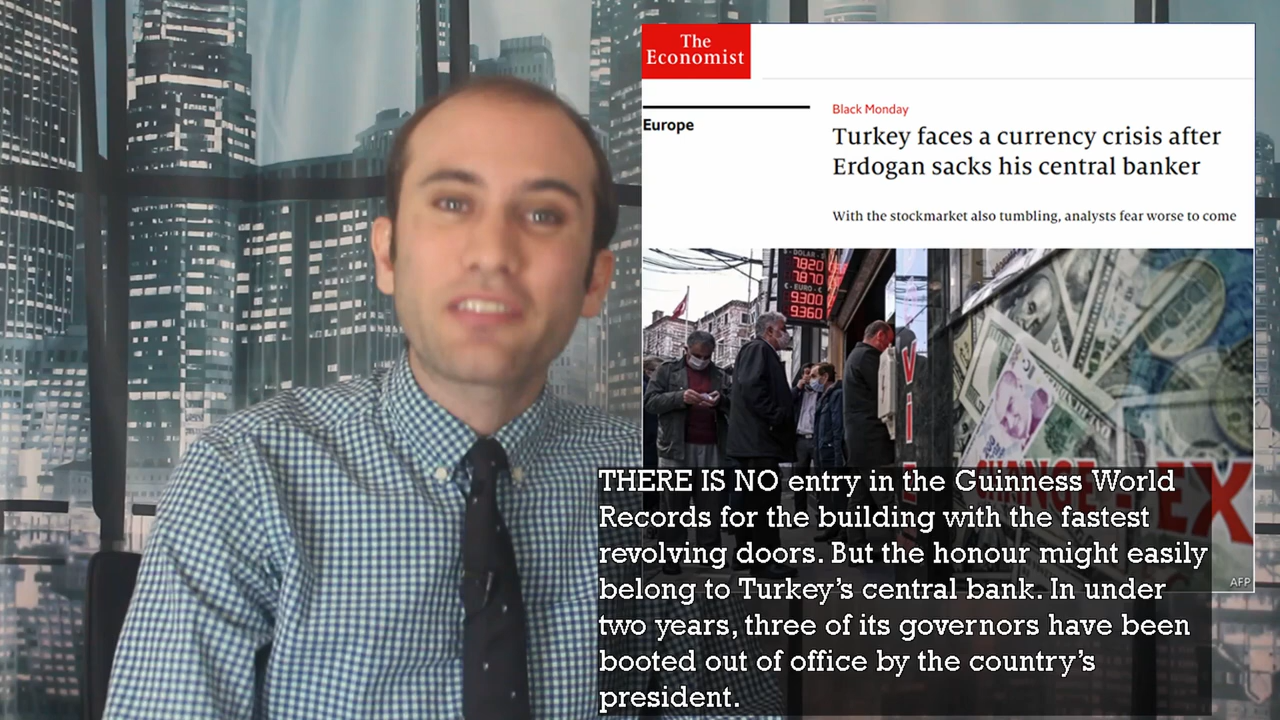 The
Economist
Europe
Black Monday
Turkey faces a currency crisis after
Erdogan sacks his central banker
With the stockmarket also tumbling, analysts fear worse to come
$ - DOLAR - $
7.820
7.870
€ - EURO - €
9.300
9.360
CHANGE - EX
AFP
THERE IS NO entry in the Guinness World
Records for the building with the fastest
revolving doors. But the honour might easily
belong to Turkey’s central bank. In under
two years, three of its governors have been
booted out of office by the country’s
president.